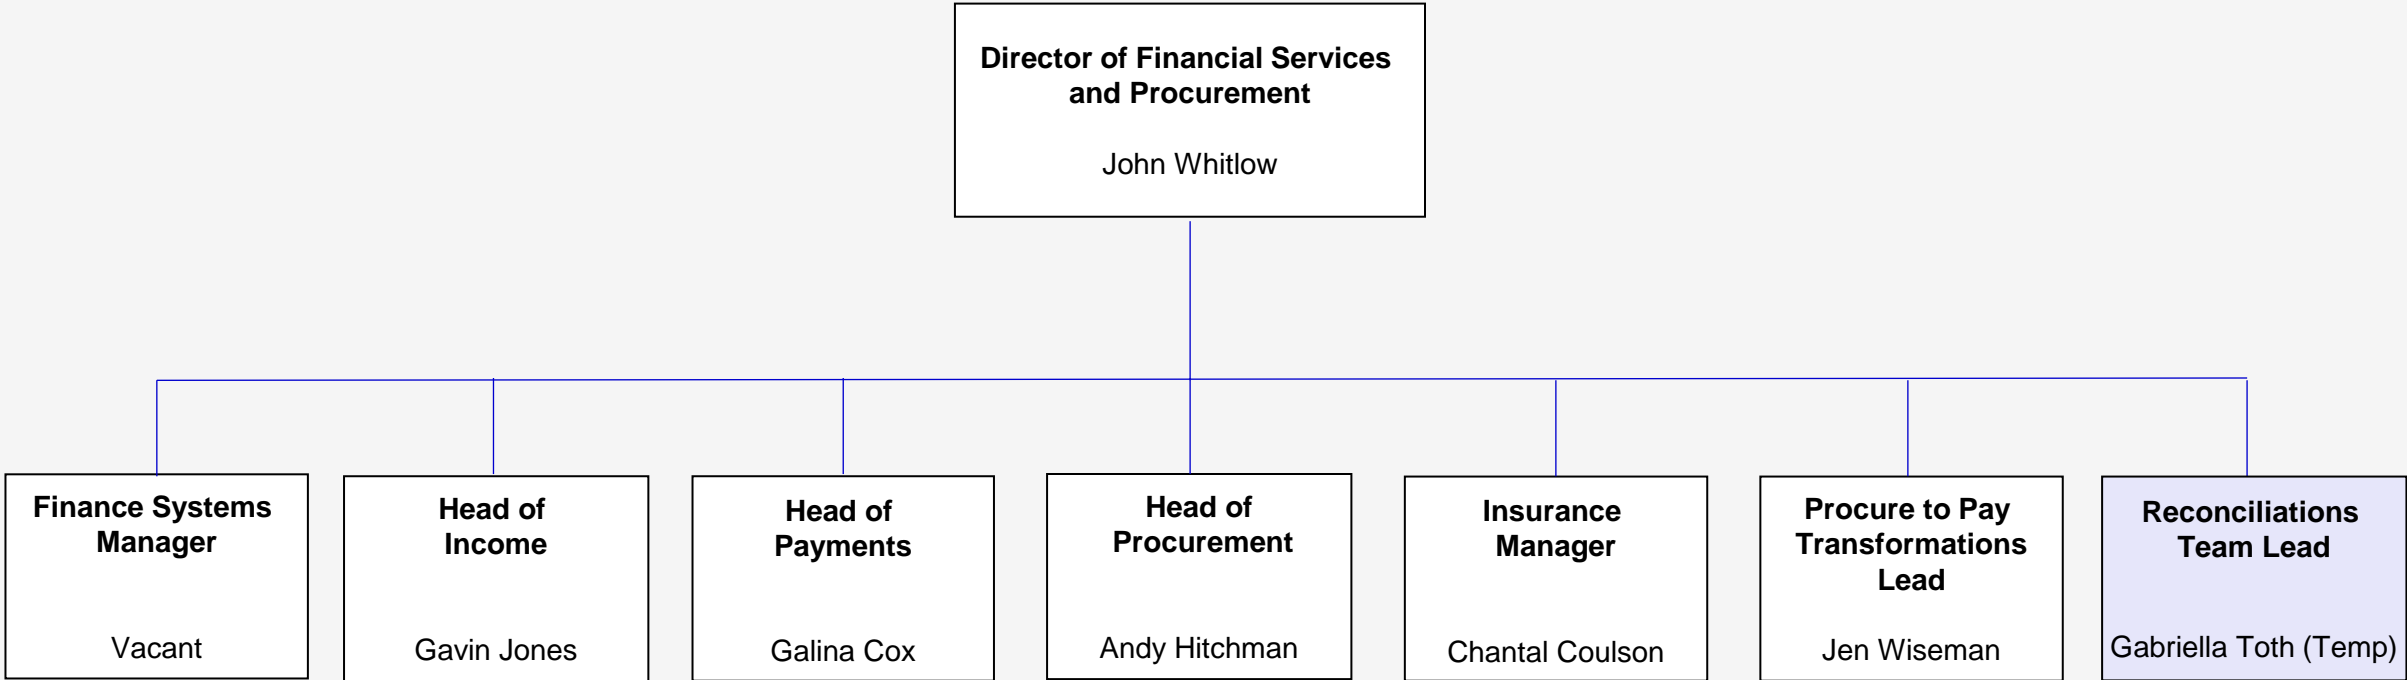 Director of Financial Services
and Procurement
John Whitlow
Finance Systems
Manager
Vacant
Head of
Income
Gavin Jones
Head of
Payments
Galina Cox
Head of
Procurement
Andy Hitchman
Insurance
Manager
Chantal Coulson
Procure to Pay
Transformations
Lead
Jen Wiseman
Reconciliations
Team Lead
Gabriella Toth (Temp)